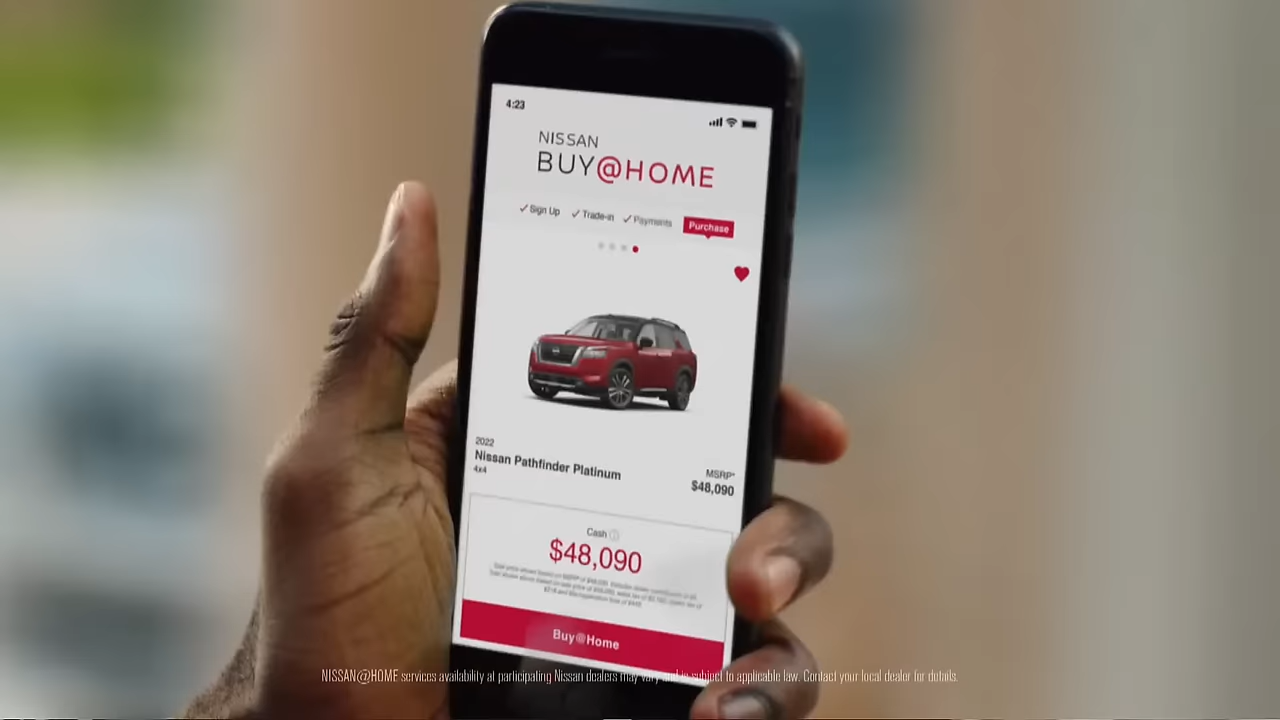 4:23
NISSAN
BUY@HOME
Sign Up Trade-in Payments Purchase
2022
Nissan Pathfinder Platinum
4x4
MSRP*
$48,090
Cash
$48,090
Buy@Home
NISSAN@HOME services availability at participating Nissan dealers may vary and is subject to applicable law. Contact your local dealer for details.